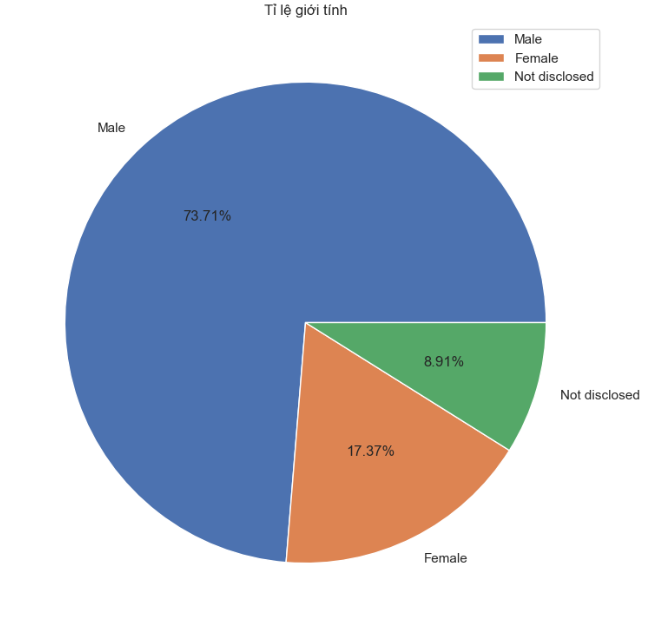 Tỉ lệ giới tính
Male
Female
Not disclosed
Male
73.71%
8.91%
Not disclosed
17.37%
Female